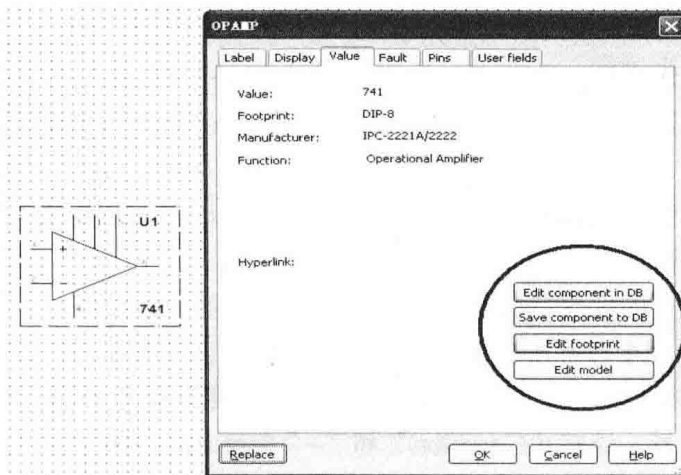 OPAMP
Label Display Value Fault Pins User fields
Value: 741
Footprint: DIP-8
Manufacturer: IPC-2221A/2222
Function: Operational Amplifier
U1
+
−
741
Hyperlink:
Edit component in DB
Save component to DB
Edit footprint
Edit model
Replace OK Cancel Help